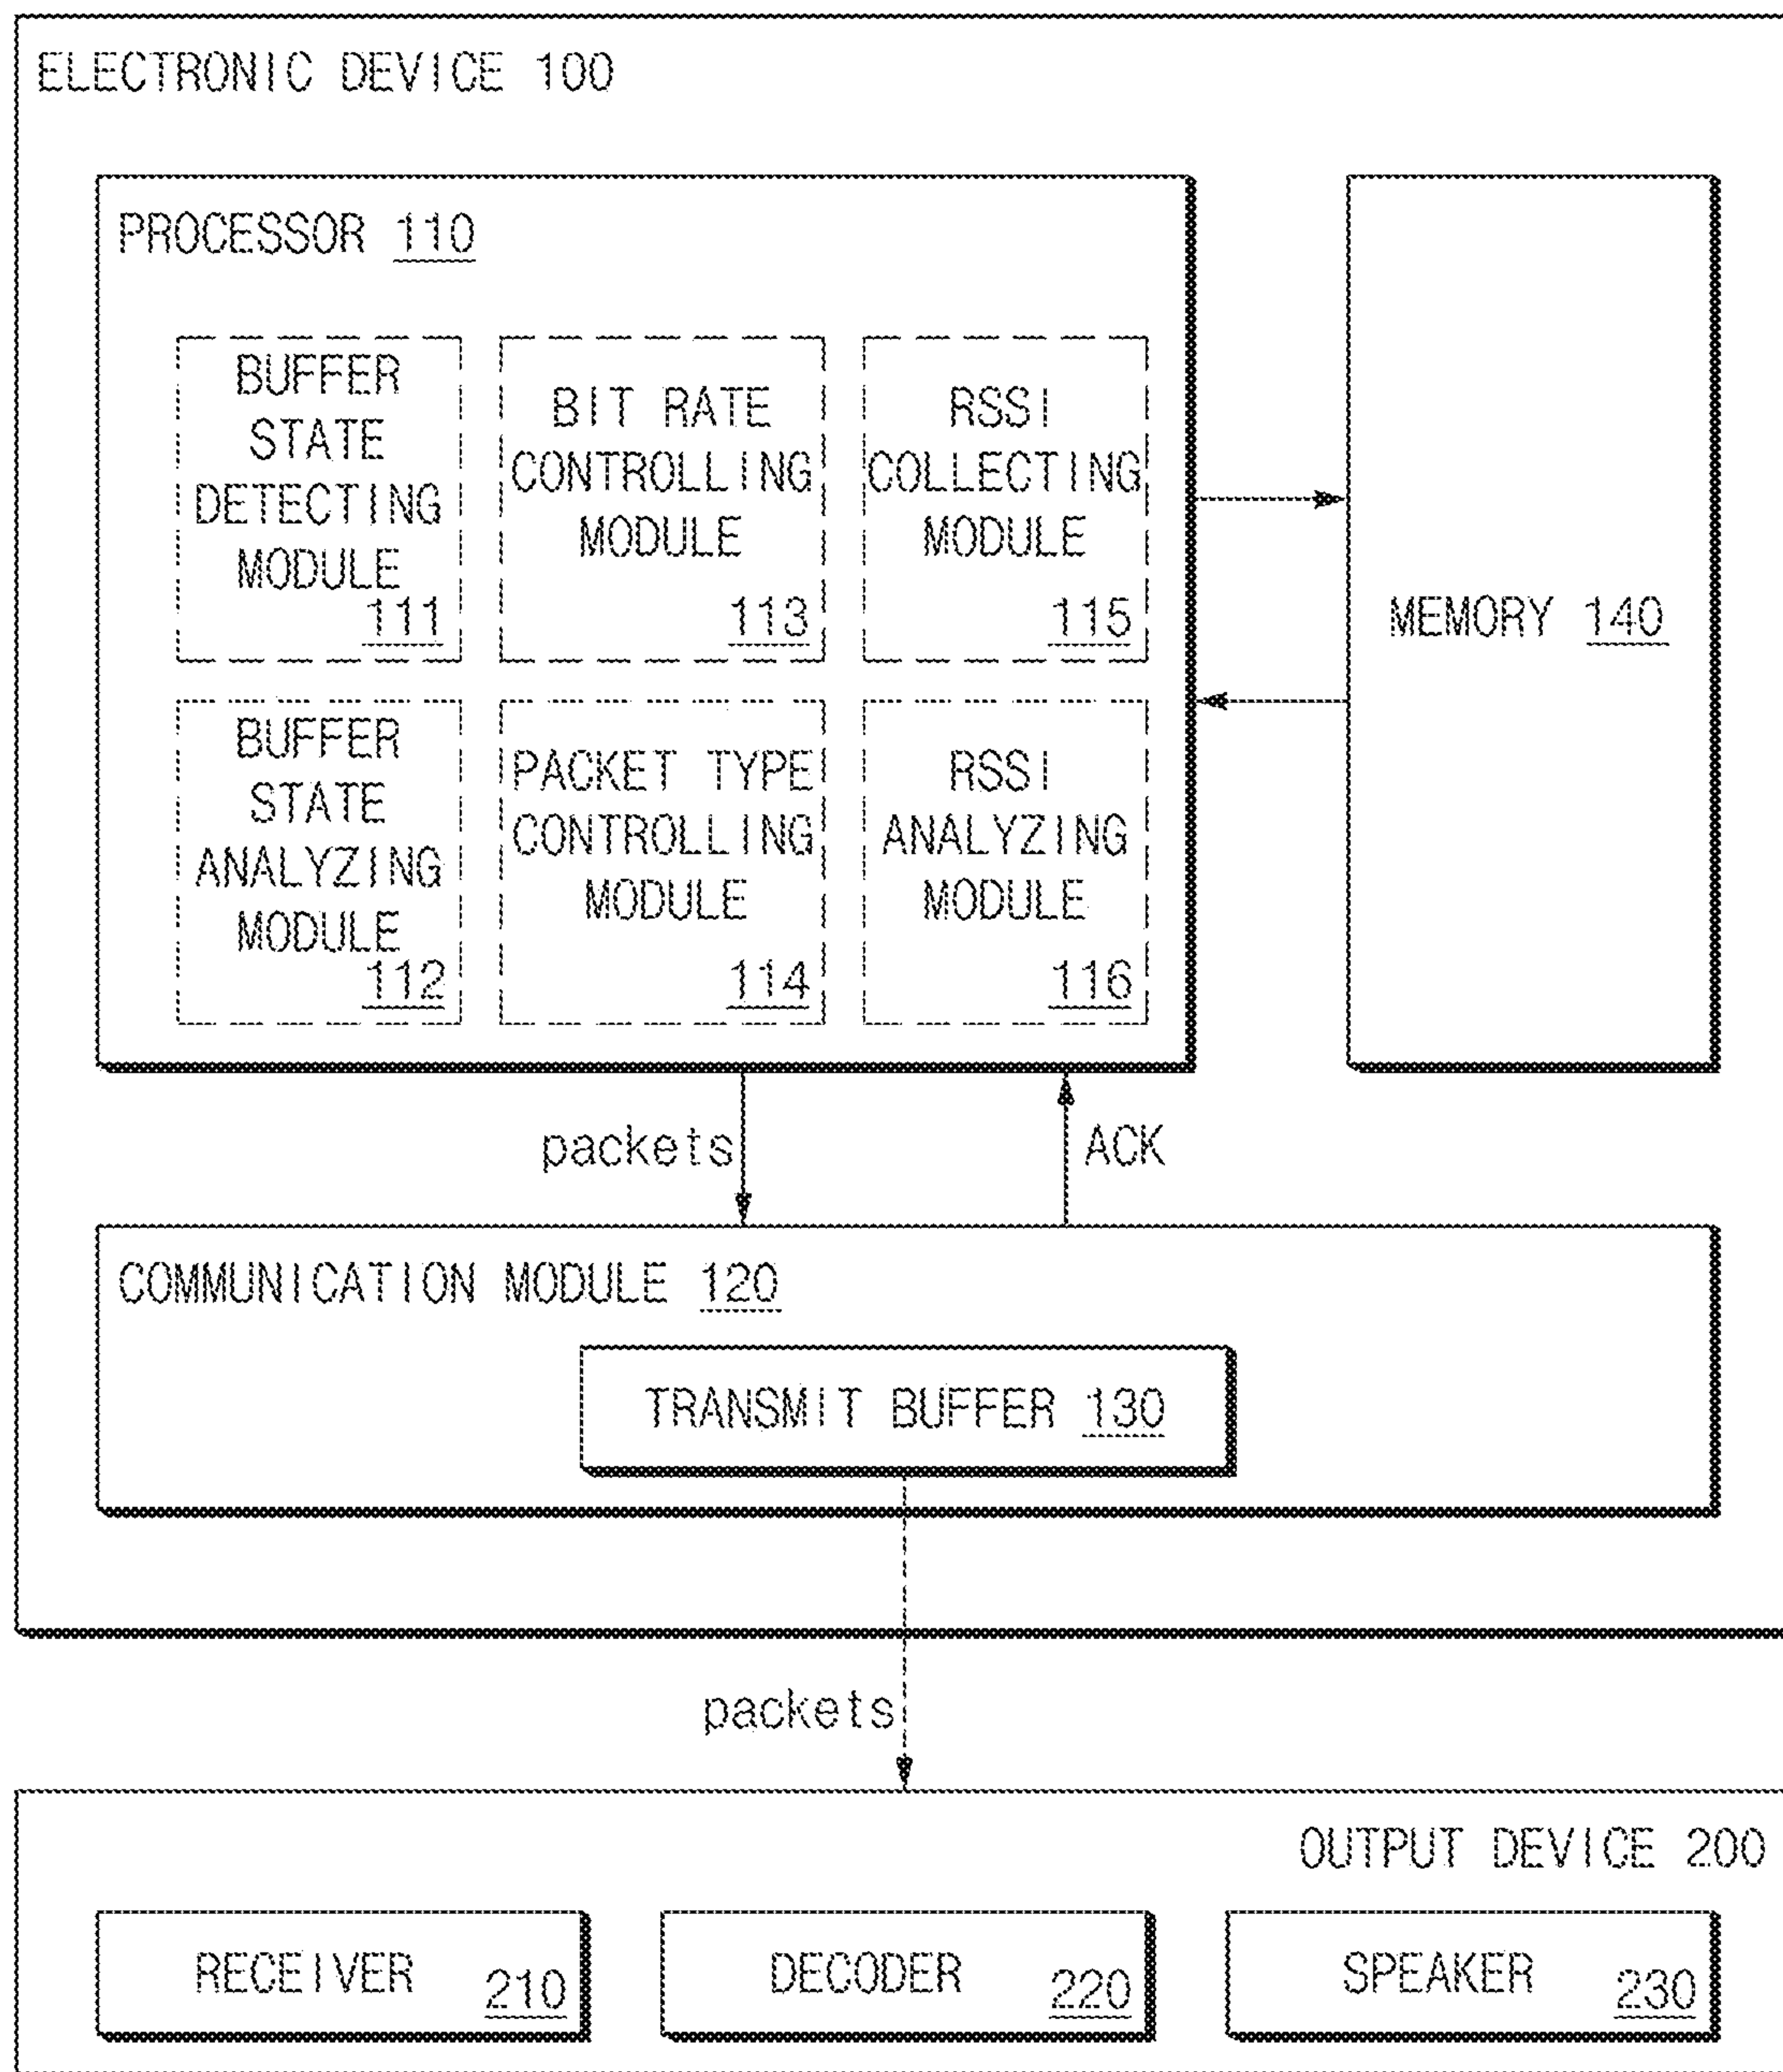 ELECTRONIC DEVICE 100
PROCESSOR 110
BUFFER
STATE
DETECTING
MODULE
111
BIT RATE
CONTROLLING
MODULE
113
RSSI
COLLECTING
MODULE
115
MEMORY 140
BUFFER
STATE
ANALYZING
MODULE
112
PACKET TYPE
CONTROLLING
MODULE
114
RSSI
ANALYZING
MODULE
116
packets
ACK
COMMUNICATION MODULE 120
TRANSMIT BUFFER 130
packets
OUTPUT DEVICE 200
RECEIVER 210
DECODER 220
SPEAKER 230